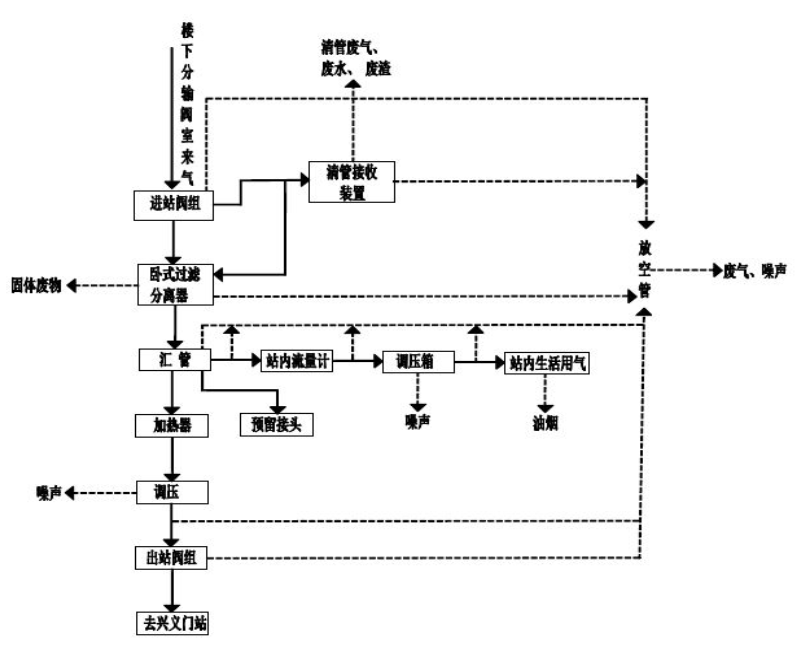 楼下分输阀室来气
清管废气、
废水、废渣
清管接收
装置
进站阀组
放空管
废气、噪声
卧式过滤
分离器
固体废物
汇管
站内流量计
调压箱
站内生活用气
加热器
预留接头
噪声
油烟
噪声
调压
出站阀组
去兴义门站